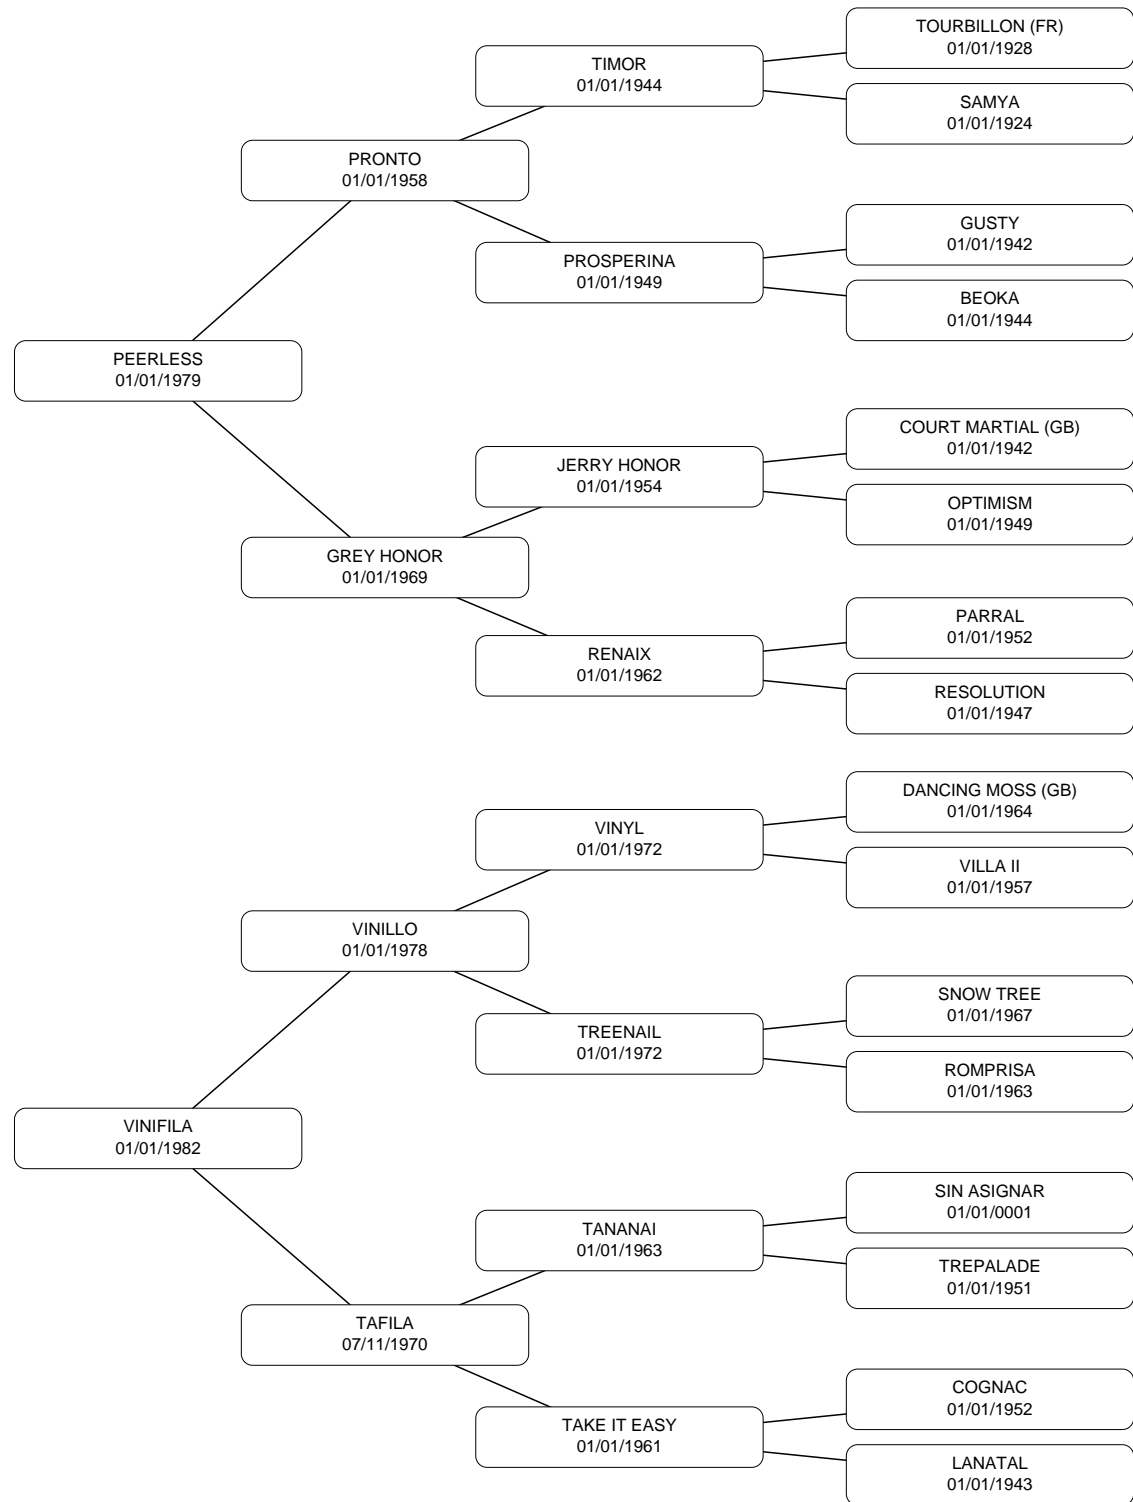 TOURBILLON (FR)
01/01/1928
TIMOR
01/01/1944
SAMYA
01/01/1924
PRONTO
01/01/1958
GUSTY
01/01/1942
PROSPERINA
01/01/1949
BEOKA
01/01/1944
PEERLESS
01/01/1979
COURT MARTIAL (GB)
01/01/1942
JERRY HONOR
01/01/1954
OPTIMISM
01/01/1949
GREY HONOR
01/01/1969
PARRAL
01/01/1952
RENAIX
01/01/1962
RESOLUTION
01/01/1947
DANCING MOSS (GB)
01/01/1964
VINYL
01/01/1972
VILLA II
01/01/1957
VINILLO
01/01/1978
SNOW TREE
01/01/1967
TREENAIL
01/01/1972
ROMPRISA
01/01/1963
VINIFILA
01/01/1982
SIN ASIGNAR
01/01/0001
TANANAI
01/01/1963
TREPALADE
01/01/1951
TAFILA
07/11/1970
COGNAC
01/01/1952
TAKE IT EASY
01/01/1961
LANATAL
01/01/1943